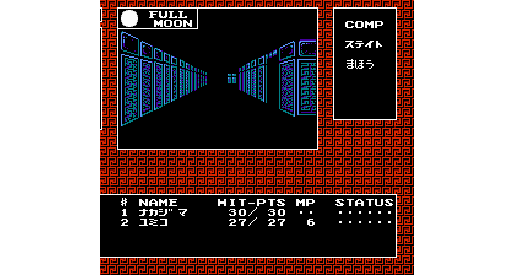 FULL
MOON
COMP
ステイト
まほう
# NAME HIT-PTS MP STATUS
1 ナカジマ 30/ 30 ·· ······
2 ユミコ 27/ 27 6 ······